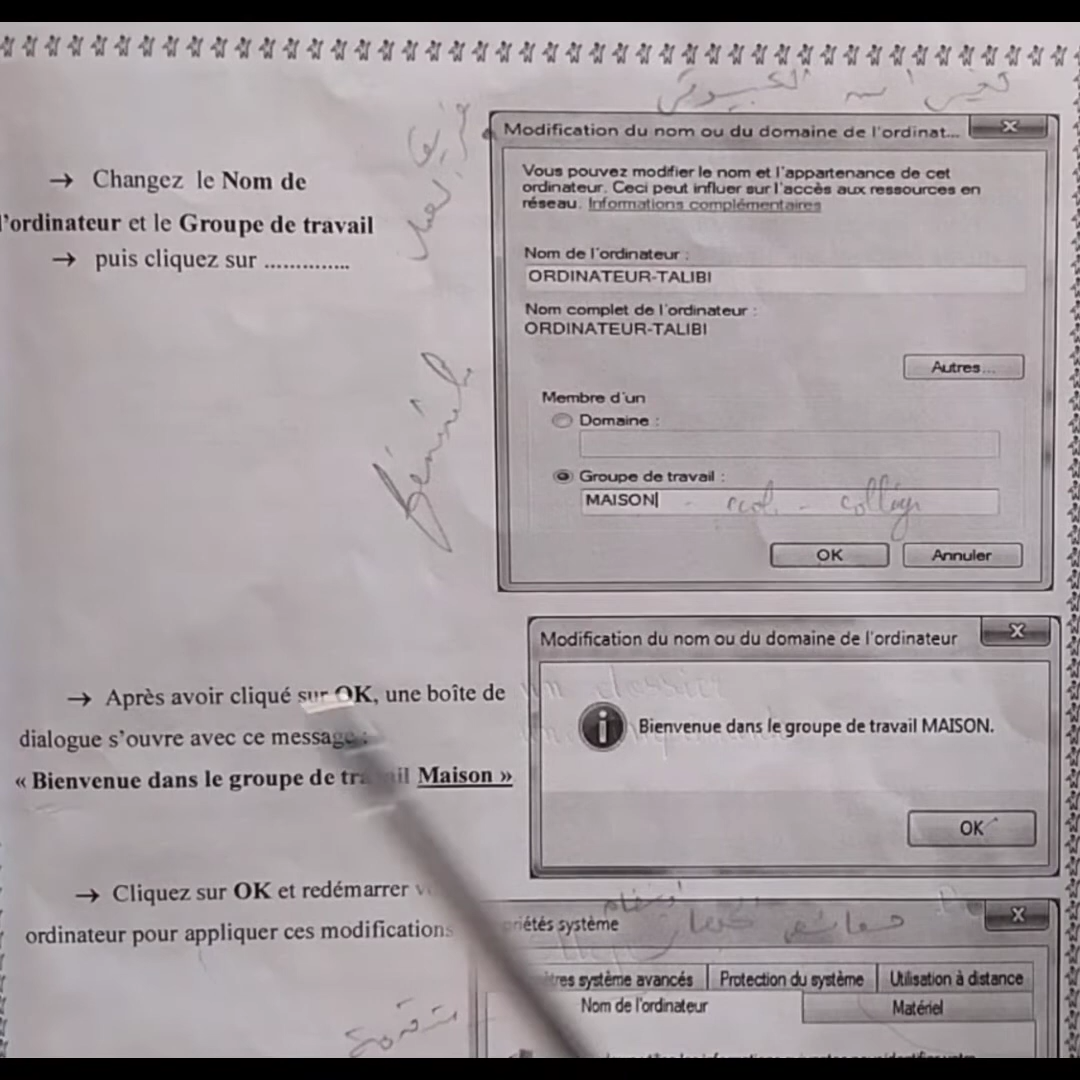 → Changez le Nom de
l'ordinateur et le Groupe de travail
→ puis cliquez sur ..............
Modification du nom ou du domaine de l'ordinat...
Vous pouvez modifier le nom et l'appartenance de cet
ordinateur. Ceci peut influer sur l'accès aux ressources en
réseau. Informations complémentaires
Nom de l'ordinateur :
ORDINATEUR-TALIBI
Nom complet de l'ordinateur :
ORDINATEUR-TALIBI
Autres...
Membre d'un
Domaine :
Groupe de travail :
MAISON
OK Annuler
→ Après avoir cliqué sur OK, une boîte de
dialogue s'ouvre avec ce message :
« Bienvenue dans le groupe de travail Maison »
Modification du nom ou du domaine de l'ordinateur
Bienvenue dans le groupe de travail MAISON.
OK
→ Cliquez sur OK et redémarrer
ordinateur pour appliquer ces modifications
système
système avancés Protection du système Utilisation à distance
Nom de l'ordinateur Matériel